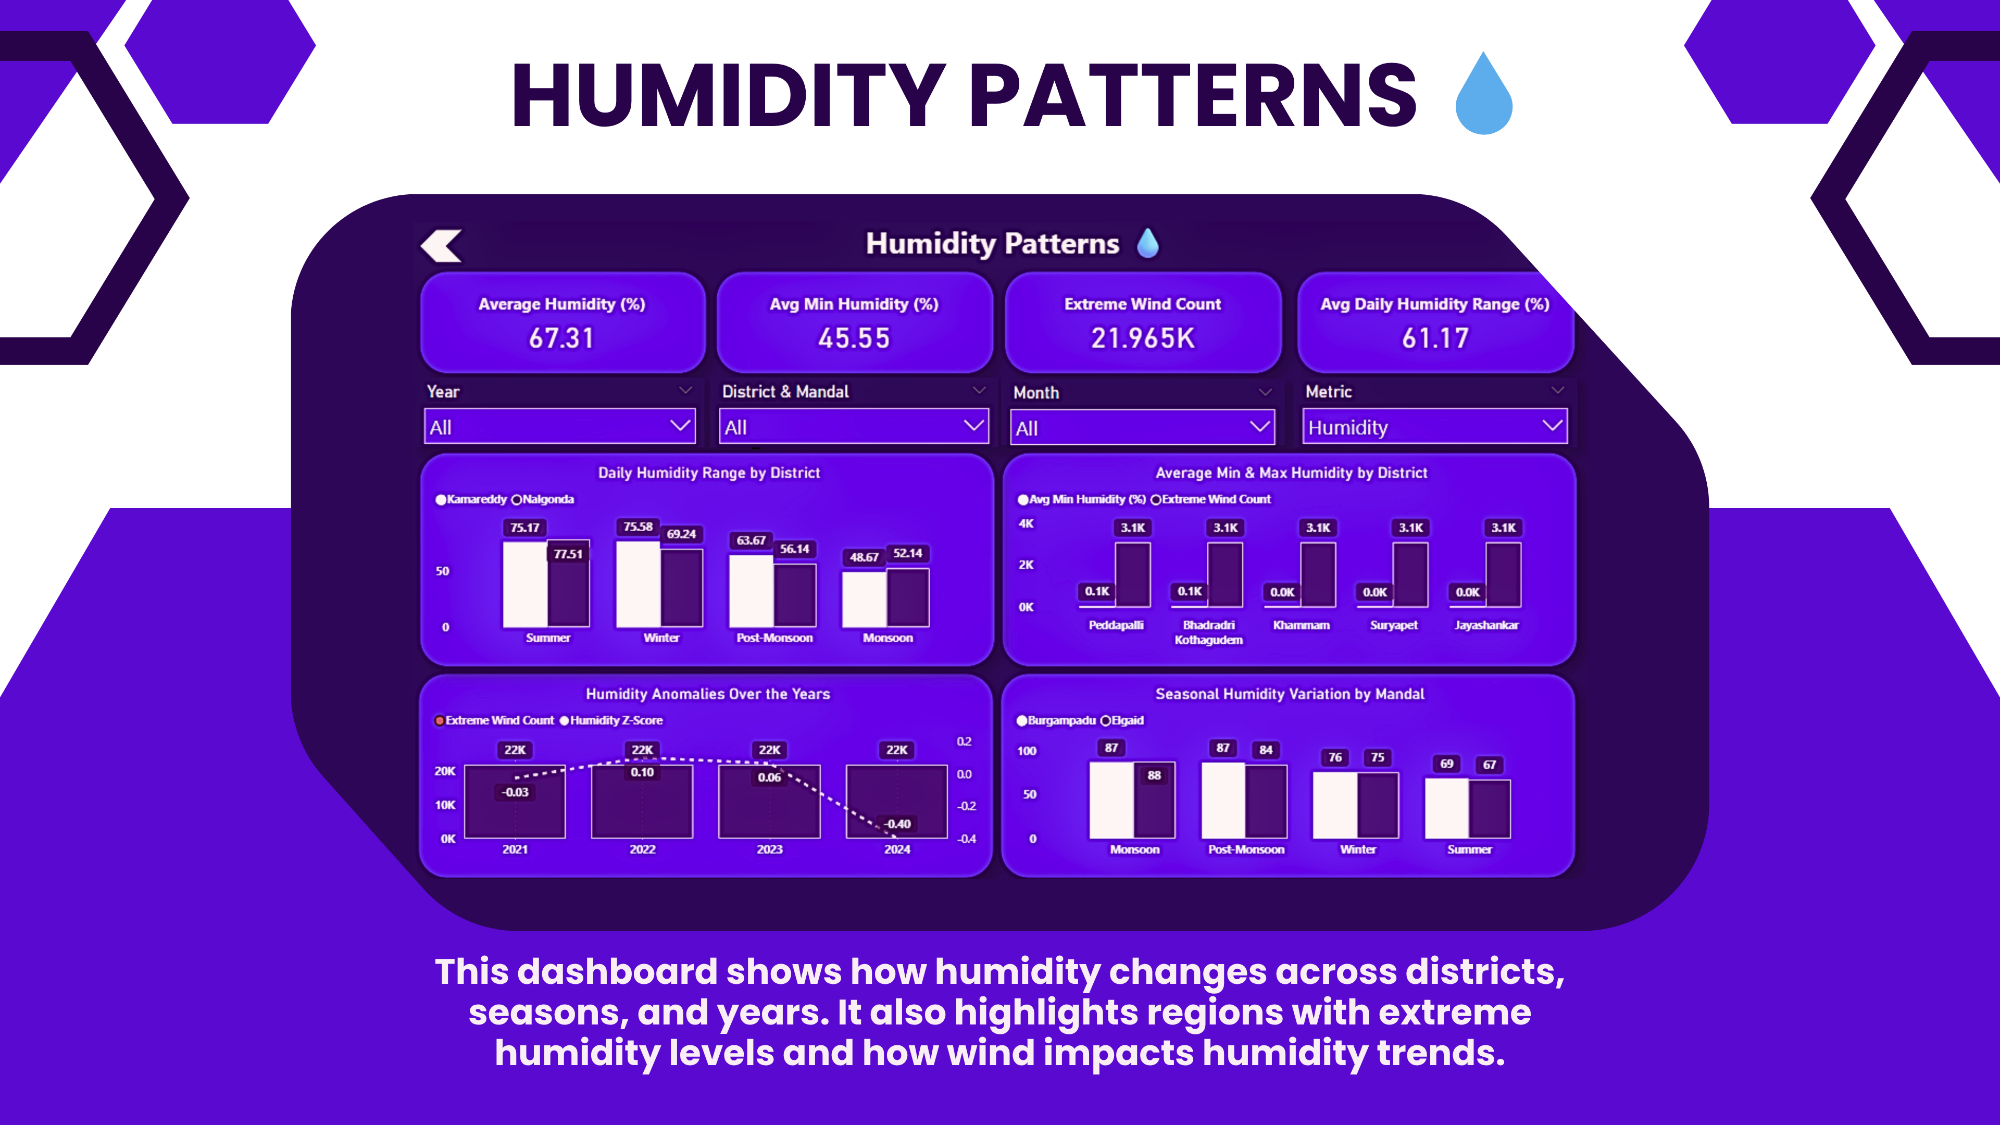 HUMIDITY PATTERNS
Humidity Patterns
Average Humidity (%)
67.31
Avg Min Humidity (%)
45.55
Extreme Wind Count
21.965K
Avg Daily Humidity Range (%)
61.17
Year
All
District & Mandal
All
Month
All
Metric
Humidity
Daily Humidity Range by District
Kamareddy Nalgonda
75.17 77.51 75.58 69.24 63.67 56.14 48.67 52.14
50
0
Summer Winter Post-Monsoon Monsoon
Average Min & Max Humidity by District
Avg Min Humidity (%) Extreme Wind Count
4K
2K
0K
3.1K 3.1K 3.1K 3.1K 3.1K
0.1K 0.1K 0.0K 0.0K 0.0K
Peddapalli Bhadradri Khammam Suryapet Jayashankar
Kothagudem
Humidity Anomalies Over the Years
Extreme Wind Count Humidity Z-Score
22K 22K 22K 22K
20K
10K
0K
-0.03 0.10 0.06 -0.40
0.2
0.0
-0.2
-0.4
2021 2022 2023 2024
Seasonal Humidity Variation by Mandal
Burgampadu Elgaid
100
50
0
87 88 87 84 76 75 69 67
Monsoon Post-Monsoon Winter Summer
This dashboard shows how humidity changes across districts,
seasons, and years. It also highlights regions with extreme
humidity levels and how wind impacts humidity trends.